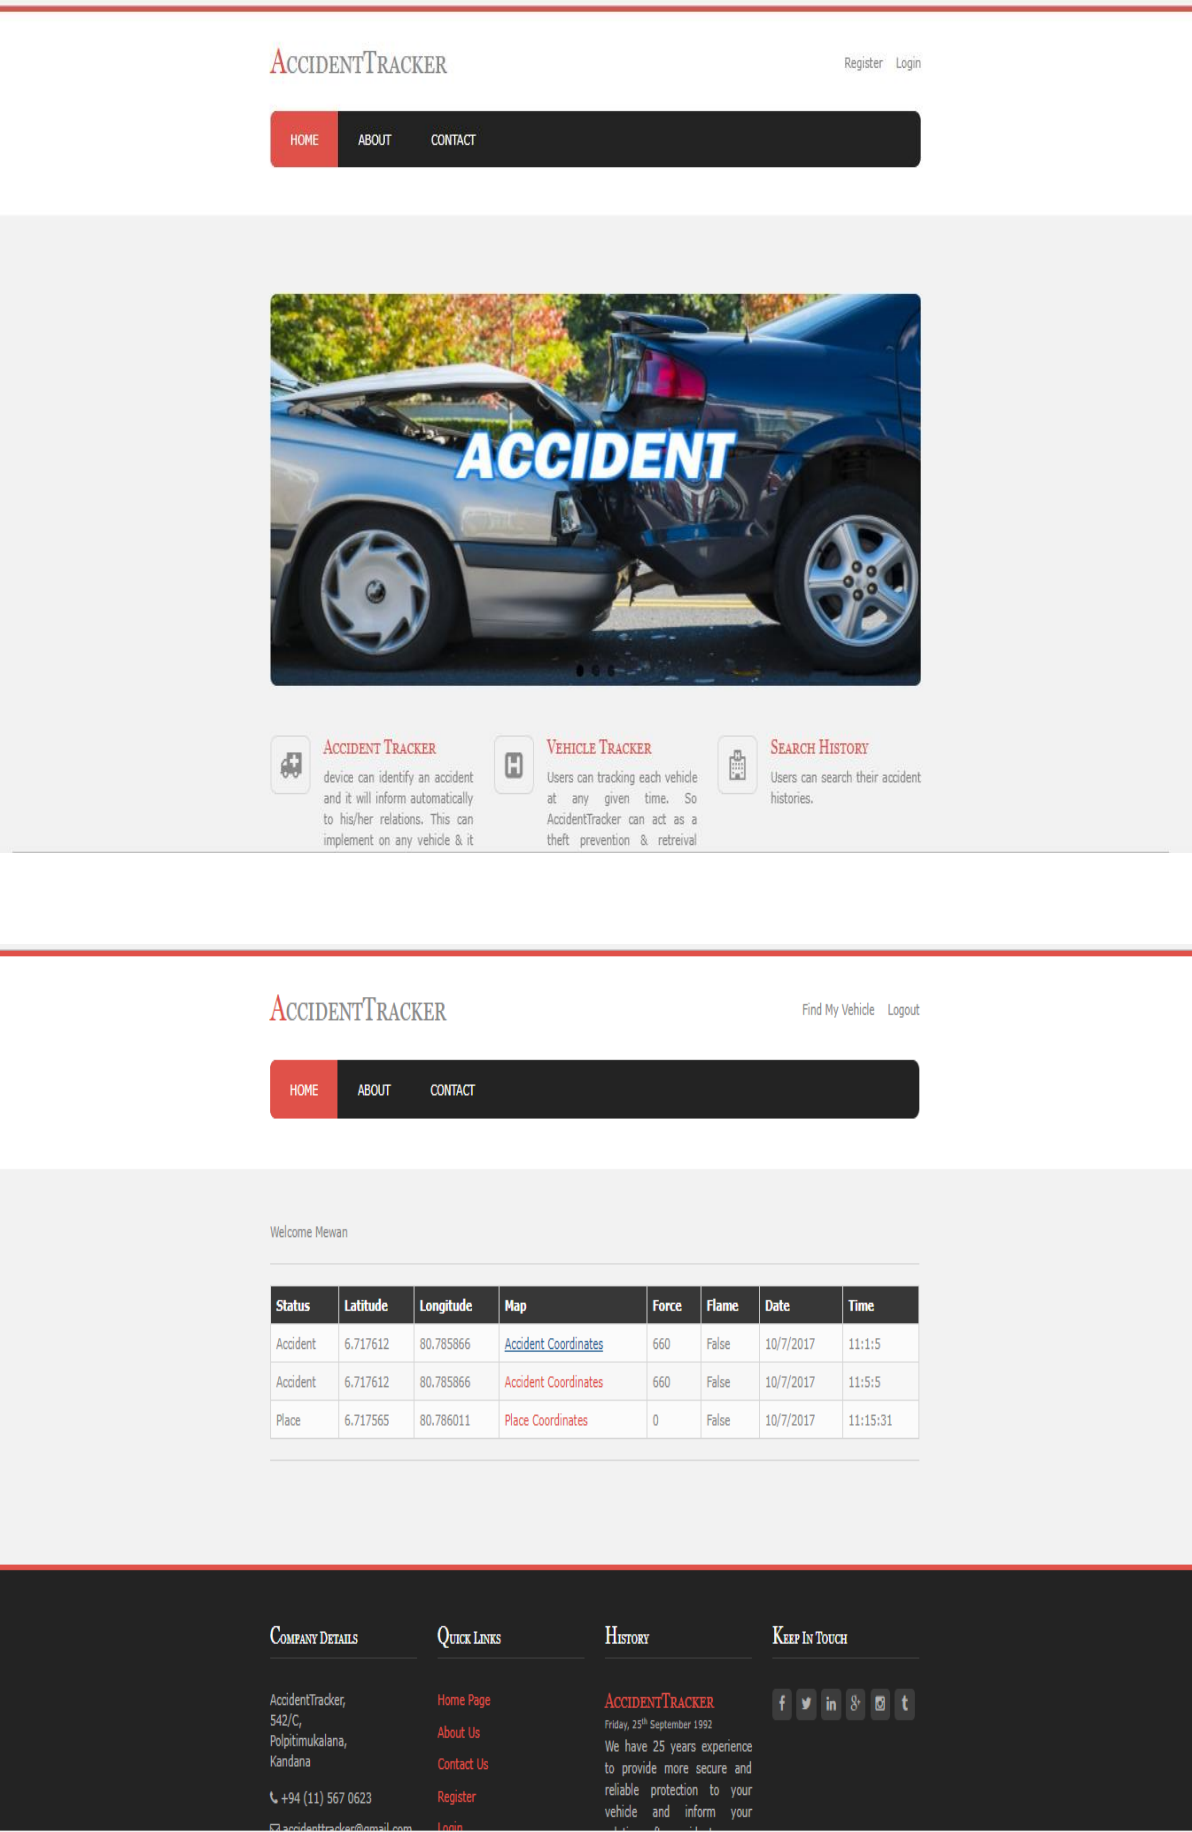 AccidentTracker
Register Login
HOME ABOUT CONTACT
ACCIDENT
Accident Tracker
device can identify an accident
and it will inform automatically
to his/her relations. This can
implement on any vehicle & it
Vehicle Tracker
Users can tracking each vehicle
at any given time. So
AccidentTracker can act as a
theft prevention & retreival
Search History
Users can search their accident
histories.
AccidentTracker
Find My Vehicle Logout
HOME ABOUT CONTACT
Welcome Mewan
Status Latitude Longitude Map Force Flame Date Time
Accident 6.717612 80.785866 Accident Coordinates 660 False 10/7/2017 11:1:5
Accident 6.717612 80.785866 Accident Coordinates 660 False 10/7/2017 11:5:5
Place 6.717565 80.786011 Place Coordinates 0 False 10/7/2017 11:15:31
Company Details
AccidentTracker,
542/C,
Polpitimukalana,
Kandana
+94 (11) 567 0623
accidenttracker@gmail.com
Quick Links
Home Page
About Us
Contact Us
Register
Login
History
AccidentTracker
Friday, 25th September 1992
We have 25 years experience
to provide more secure and
reliable protection to your
vehicle and inform your
Keep In Touch